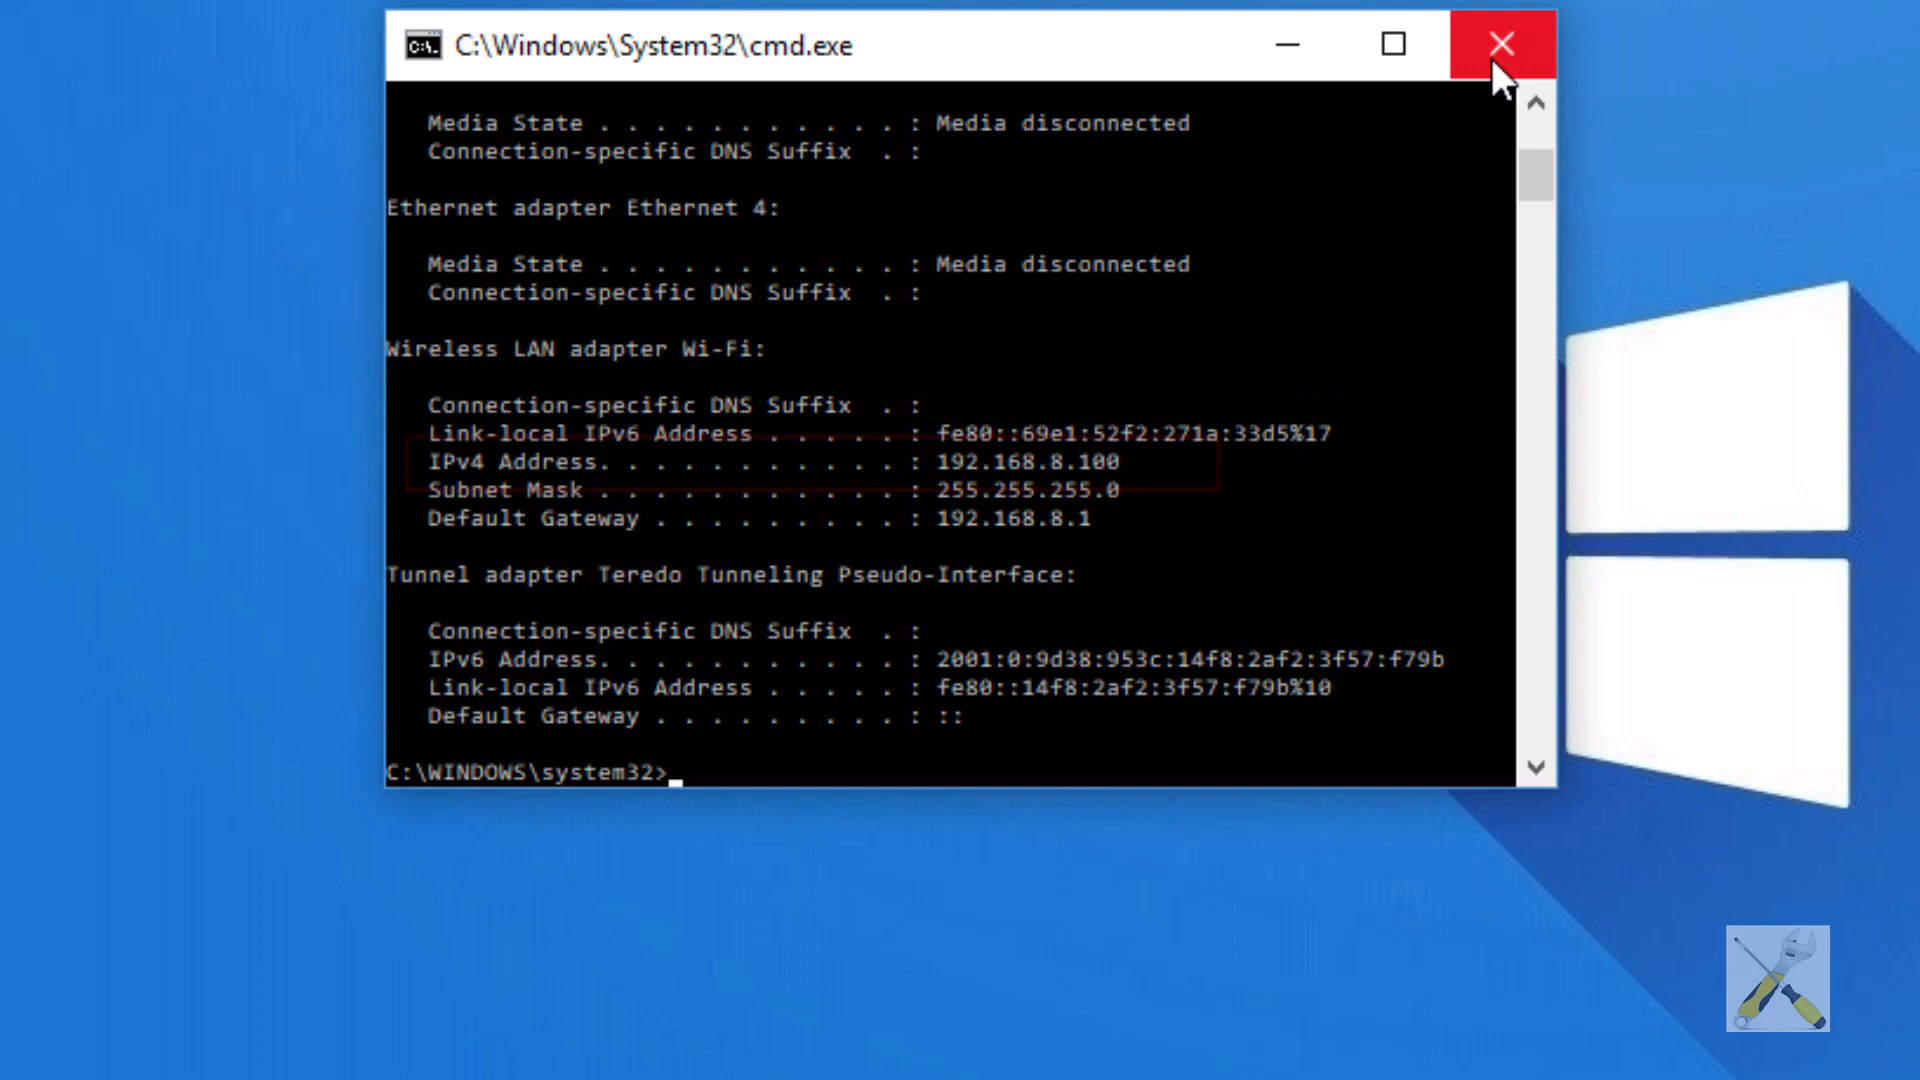 C:\Windows\System32\cmd.exe
Media State . . . . . . . . . . . : Media disconnected
Connection-specific DNS Suffix  . :
Ethernet adapter Ethernet 4:
Media State . . . . . . . . . . . : Media disconnected
Connection-specific DNS Suffix  . :
Wireless LAN adapter Wi-Fi:
Connection-specific DNS Suffix  . :
Link-local IPv6 Address . . . . . : fe80::69e1:52f2:271a:33d5%17
IPv4 Address. . . . . . . . . . . : 192.168.8.100
Subnet Mask . . . . . . . . . . . : 255.255.255.0
Default Gateway . . . . . . . . . : 192.168.8.1
Tunnel adapter Teredo Tunneling Pseudo-Interface:
Connection-specific DNS Suffix  . :
IPv6 Address. . . . . . . . . . . : 2001:0:9d38:953c:14f8:2af2:3f57:f79b
Link-local IPv6 Address . . . . . : fe80::14f8:2af2:3f57:f79b%10
Default Gateway . . . . . . . . . : ::
C:\WINDOWS\system32>